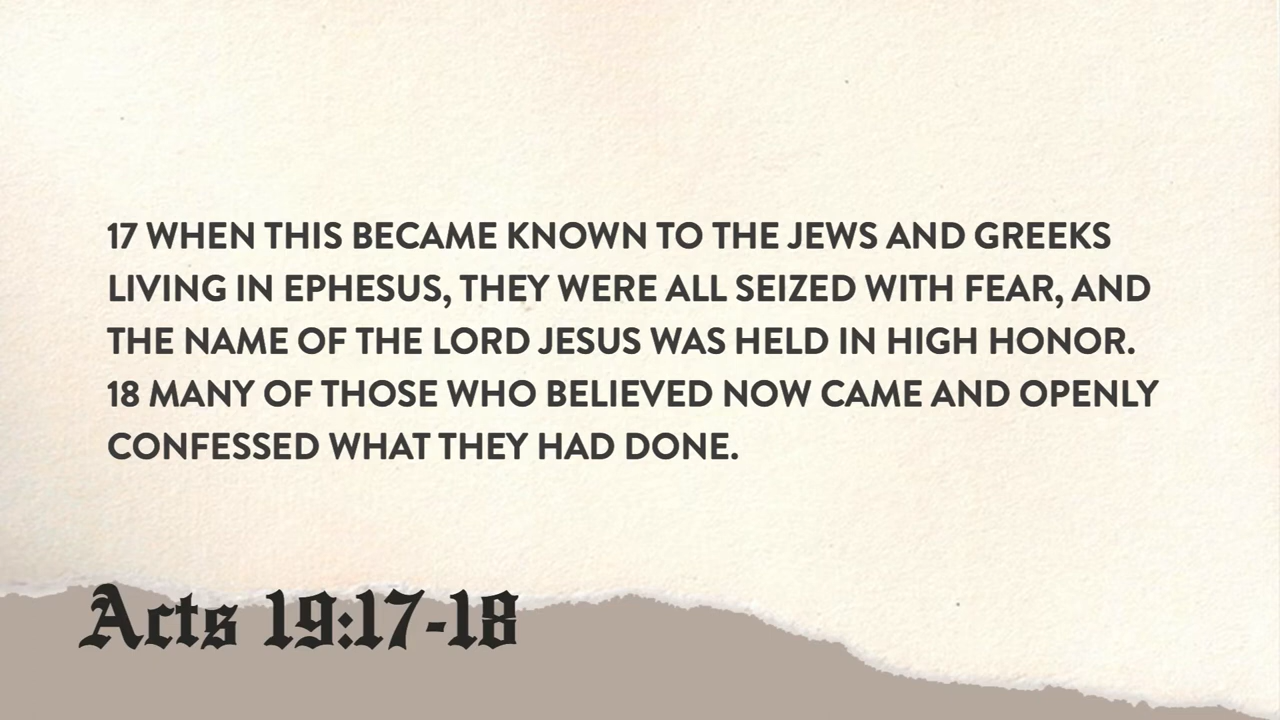 17 WHEN THIS BECAME KNOWN TO THE JEWS AND GREEKS
LIVING IN EPHESUS, THEY WERE ALL SEIZED WITH FEAR, AND
THE NAME OF THE LORD JESUS WAS HELD IN HIGH HONOR.
18 MANY OF THOSE WHO BELIEVED NOW CAME AND OPENLY
CONFESSED WHAT THEY HAD DONE.
Acts 19:17-18